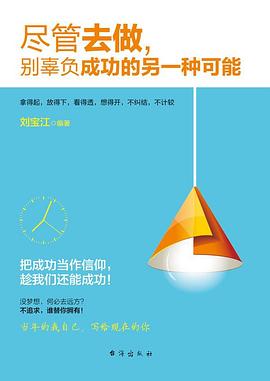 尽管去做，
别辜负成功的另一种可能
拿得起，放得下，看得透，想得开，不纠结，不计较
刘宝江◎编著
把成功当作信仰，
趁我们还能成功！
没梦想，何必去远方？
不追求，谁替你拥有！
当年的我自己，写给现在的你
台海出版社